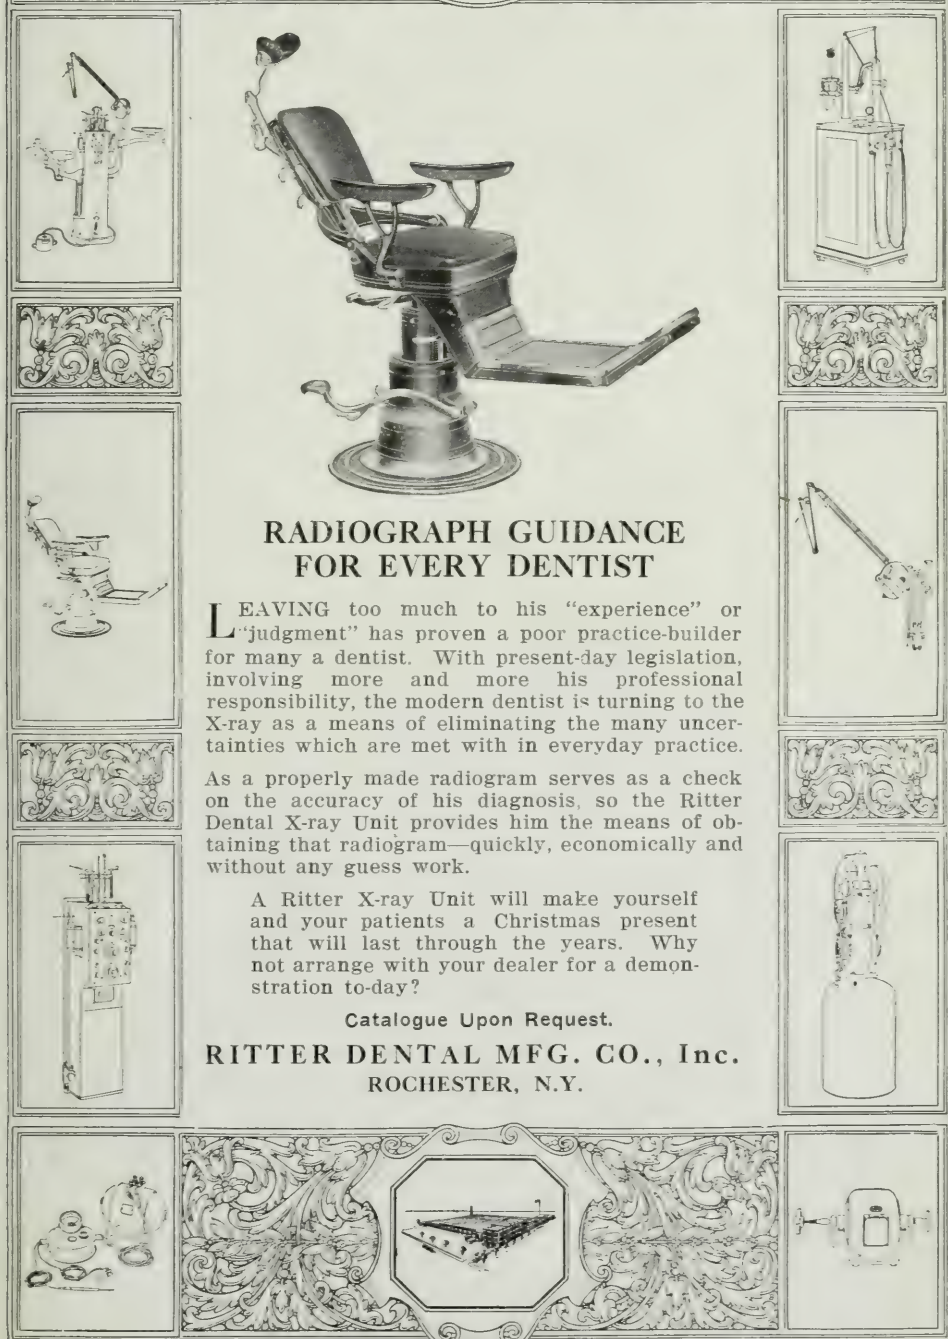 RADIOGRAPH GUIDANCE
FOR EVERY DENTIST
LEAVING too much to his "experience" or
"judgment" has proven a poor practice-builder
for many a dentist. With present-day legislation,
involving more and more his professional
responsibility, the modern dentist is turning to the
X-ray as a means of eliminating the many uncer-
tainties which are met with in everyday practice.
As a properly made radiogram serves as a check
on the accuracy of his diagnosis, so the Ritter
Dental X-ray Unit provides him the means of ob-
taining that radiogram—quickly, economically and
without any guess work.
A Ritter X-ray Unit will make yourself
and your patients a Christmas present
that will last through the years. Why
not arrange with your dealer for a demon-
stration to-day?
Catalogue Upon Request.
RITTER DENTAL MFG. CO., Inc.
ROCHESTER, N.Y.